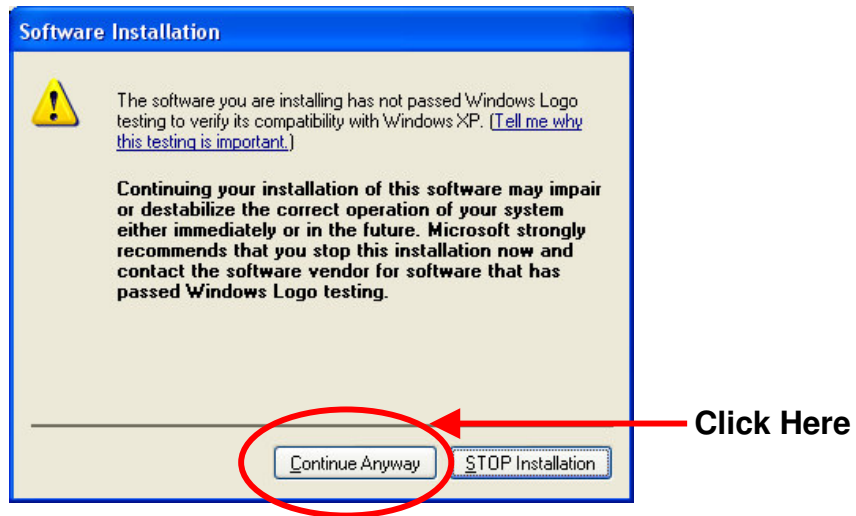 Software Installation
The software you are installing has not passed Windows Logo
testing to verify its compatibility with Windows XP. (Tell me why
this testing is important.)
Continuing your installation of this software may impair
or destabilize the correct operation of your system
either immediately or in the future. Microsoft strongly
recommends that you stop this installation now and
contact the software vendor for software that has
passed Windows Logo testing.
Click Here
Continue Anyway STOP Installation